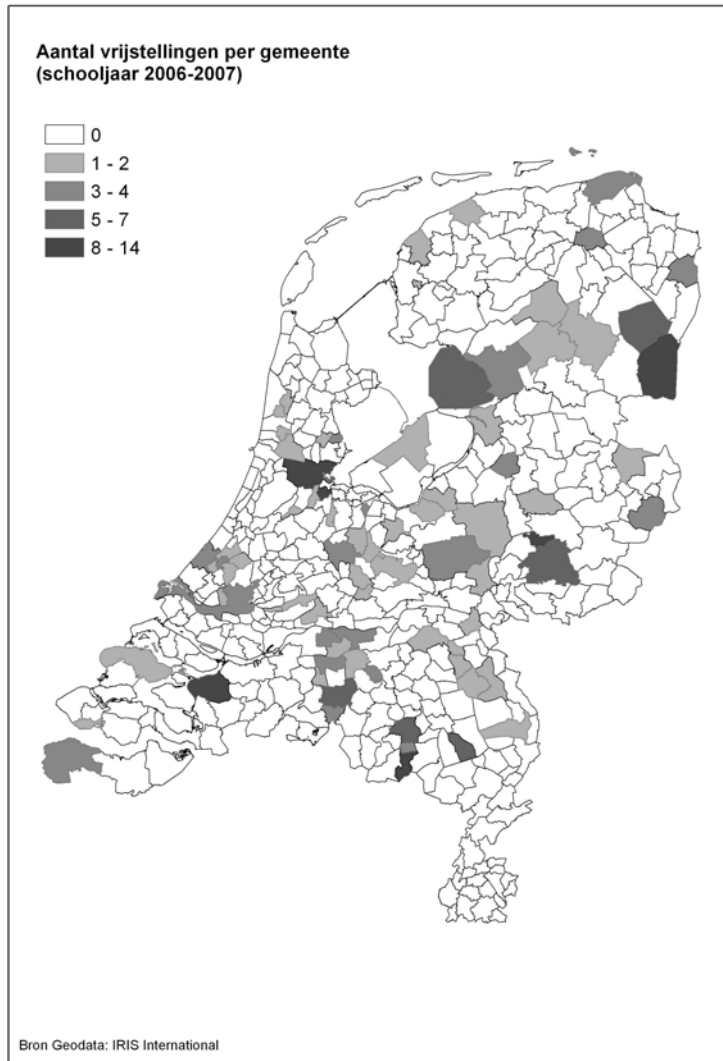 Aantal vrijstellingen per gemeente
(schooljaar 2006-2007)
0
1 - 2
3 - 4
5 - 7
8 - 14
Bron Geodata: IRIS International